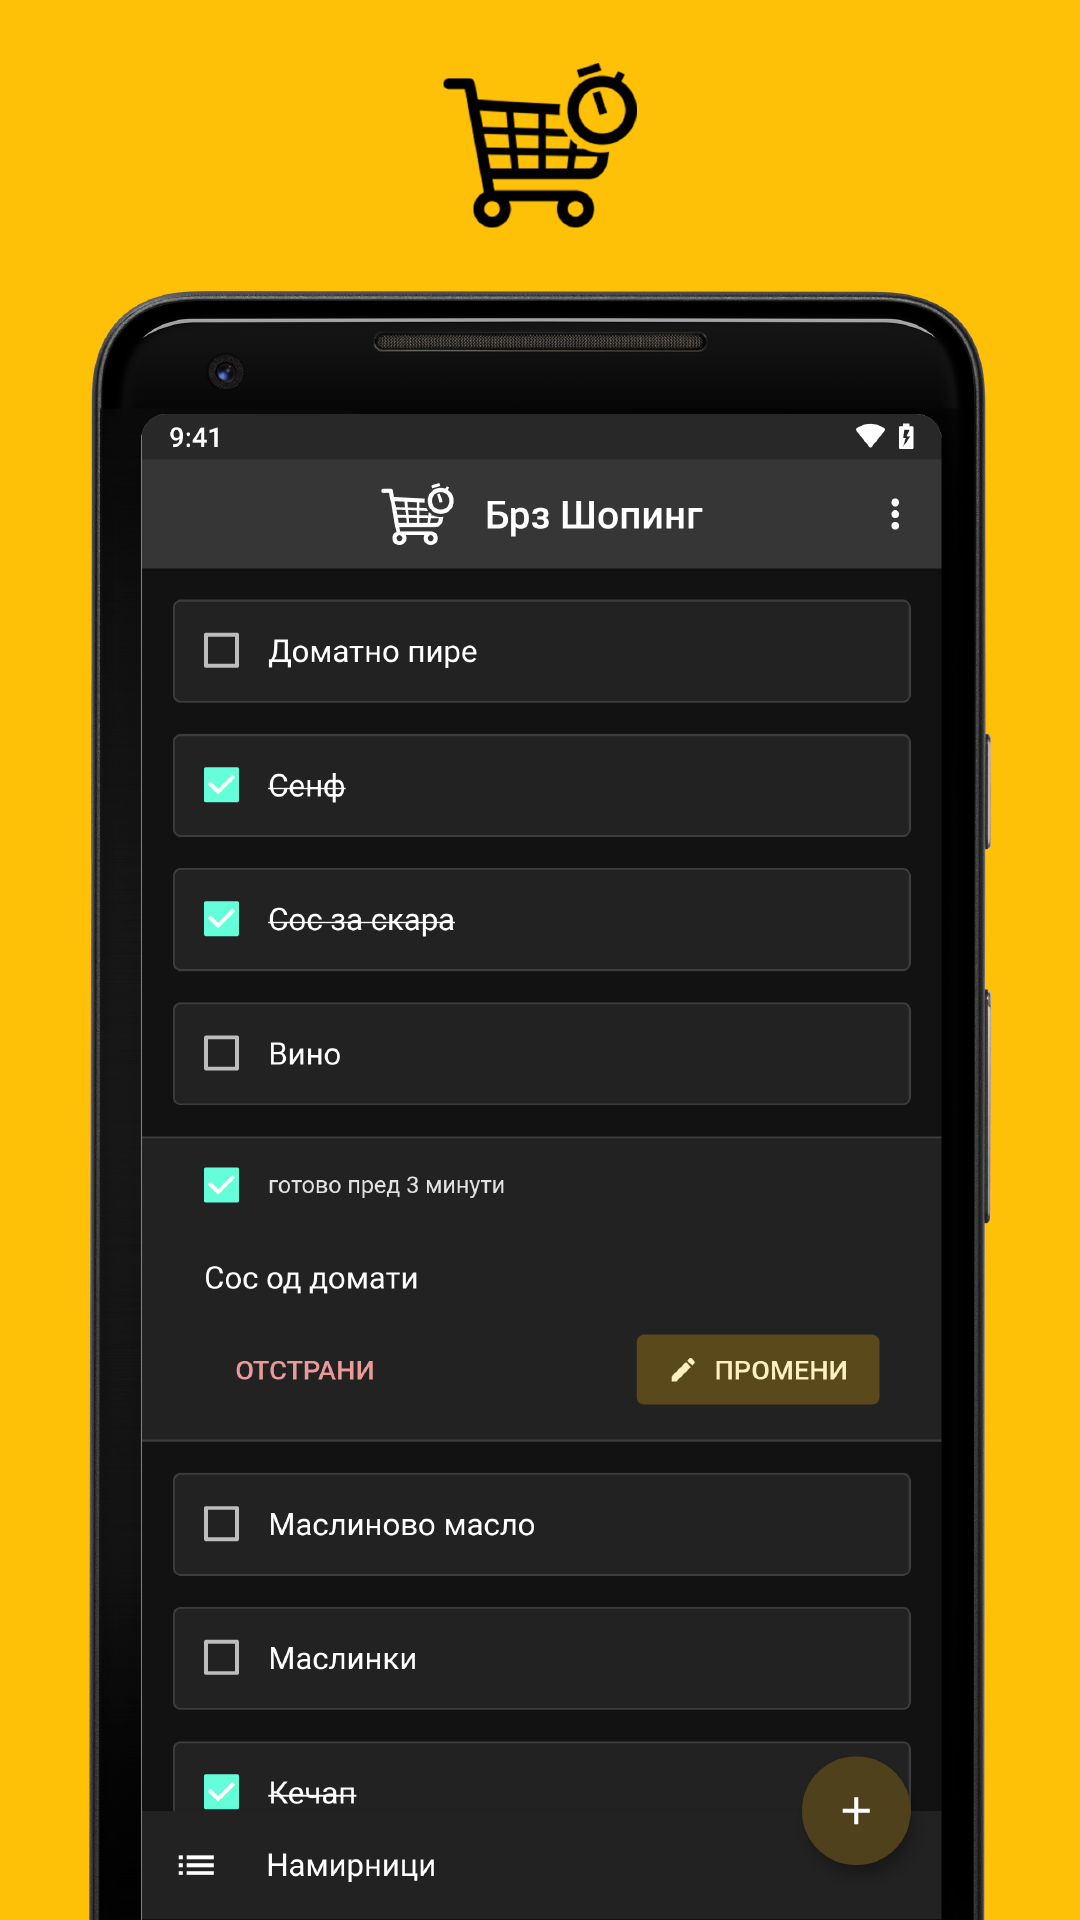 9:41
Брз Шопинг
Доматно пире
Сенф
Сос за скара
Вино
готово пред 3 минути
Сос од домати
ОТСТРАНИ
ПРОМЕНИ
Маслиново масло
Маслинки
Кечап
Намирници